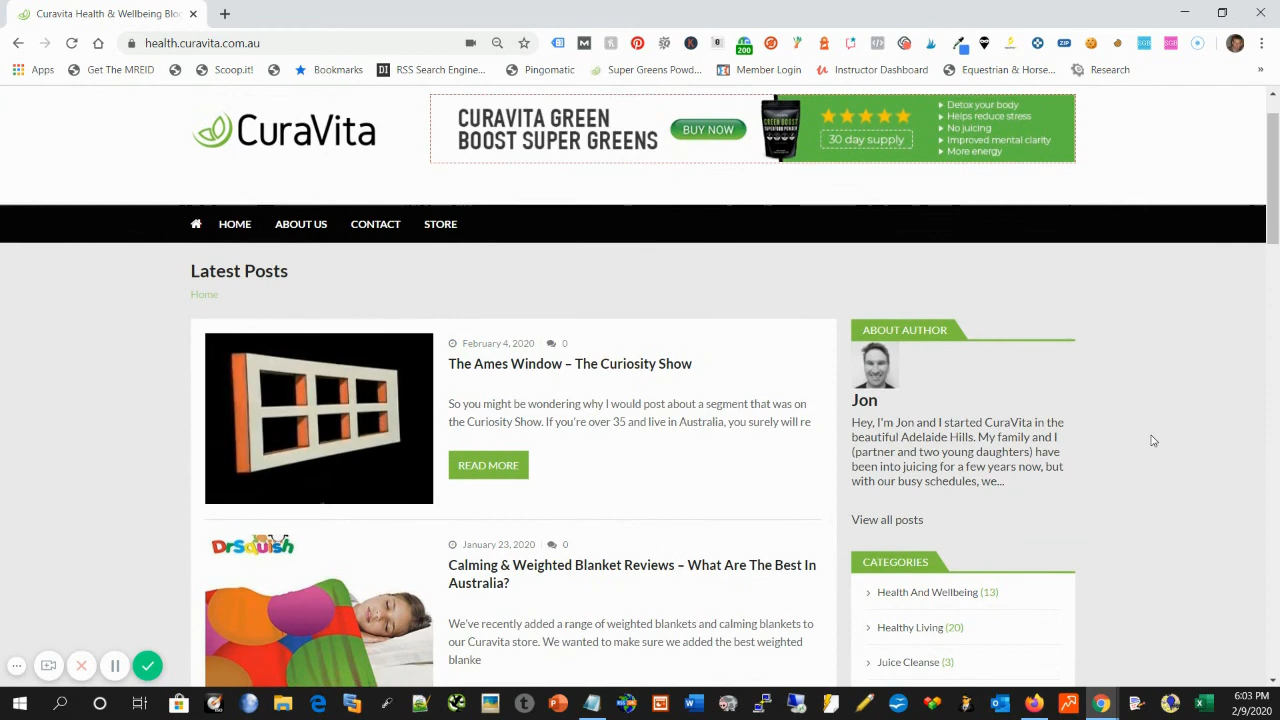 Curavita Health & Wellbeing Blo
health.curavita.com.au
200
ZIP
SGB
SGB
Apps
Get The MREID
Scoop.it!
Bookmarks
RSS Search Engine...
Pingomatic
Super Greens Powd...
Member Login
Instructor Dashboard
Equestrian & Horse...
Research
»
CuraVita
CURAVITA GREEN
BOOST SUPER GREENS
BUY NOW
GREEN BOOST
30 day supply
Detox your body
Helps reduce stress
No juicing
Improved mental clarity
More energy
HOME
ABOUT US
CONTACT
STORE
Latest Posts
Home
February 4, 2020
0
The Ames Window – The Curiosity Show
So you might be wondering why I would post about a segment that was on
the Curiosity Show. If you're over 35 and live in Australia, you surely will re
READ MORE
DrSquish
January 23, 2020
0
Calming & Weighted Blanket Reviews – What Are The Best In
Australia?
We've recently added a range of weighted blankets and calming blankets to
our Curavita store. We wanted to make sure we added the best weighted
blanke
ABOUT AUTHOR
Jon
Hey, I'm Jon and I started CuraVita in the
beautiful Adelaide Hills. My family and I
(partner and two young daughters) have
been into juicing for a few years now, but
with our busy schedules, we...
View all posts
CATEGORIES
Health And Wellbeing (13)
Healthy Living (20)
Juice Cleanse (3)
6:03 PM
2/9/2020